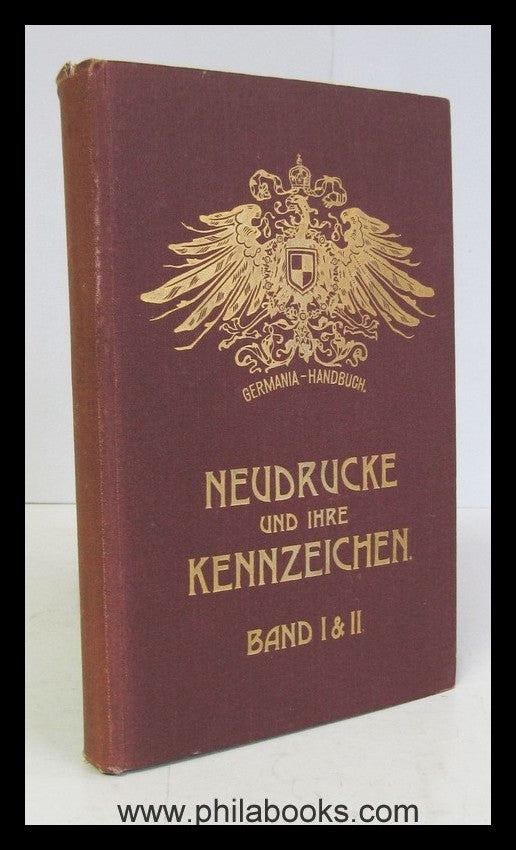 GERMANIA-HANDBUCH.
NEUDRUCKE
UND IHRE
KENNZEICHEN.
BAND I & II.
www.philabooks.com